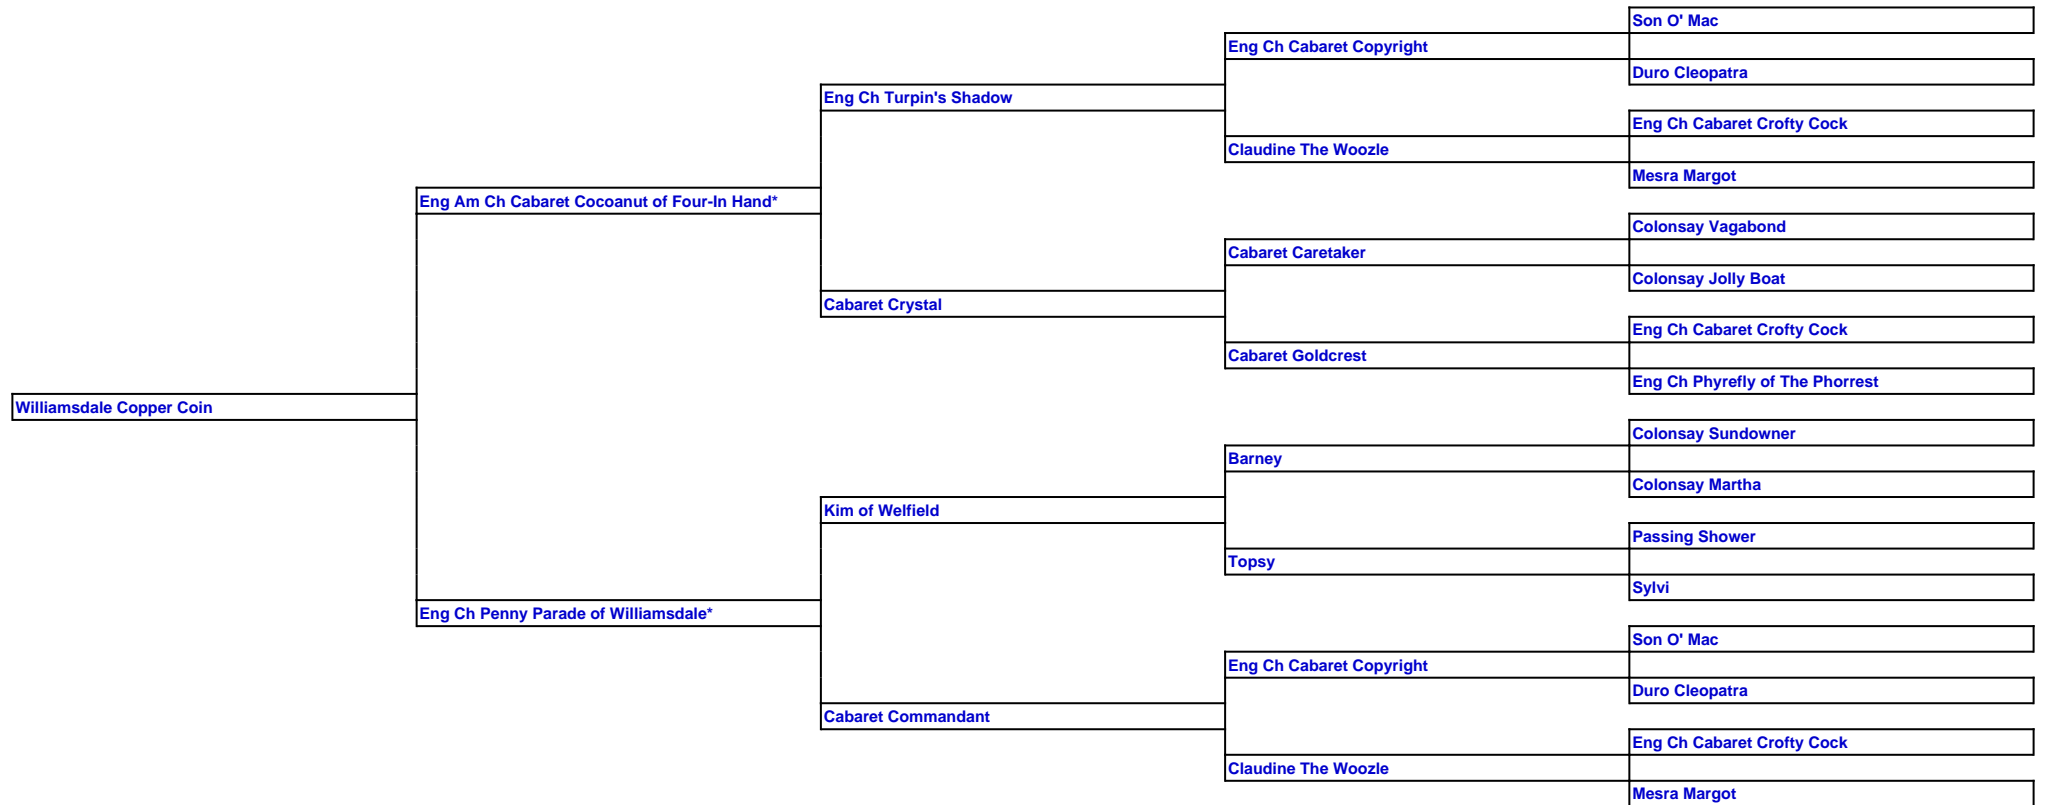 Son O' Mac
Eng Ch Cabaret Copyright
Duro Cleopatra
Eng Ch Turpin's Shadow
Eng Ch Cabaret Crofty Cock
Claudine The Woozle
Mesra Margot
Eng Am Ch Cabaret Cocoanut of Four-In Hand*
Colonsay Vagabond
Cabaret Caretaker
Colonsay Jolly Boat
Cabaret Crystal
Eng Ch Cabaret Crofty Cock
Cabaret Goldcrest
Eng Ch Phyrefly of The Phorrest
Williamsdale Copper Coin
Colonsay Sundowner
Barney
Colonsay Martha
Kim of Welfield
Passing Shower
Topsy
Sylvi
Eng Ch Penny Parade of Williamsdale*
Son O' Mac
Eng Ch Cabaret Copyright
Duro Cleopatra
Cabaret Commandant
Eng Ch Cabaret Crofty Cock
Claudine The Woozle
Mesra Margot